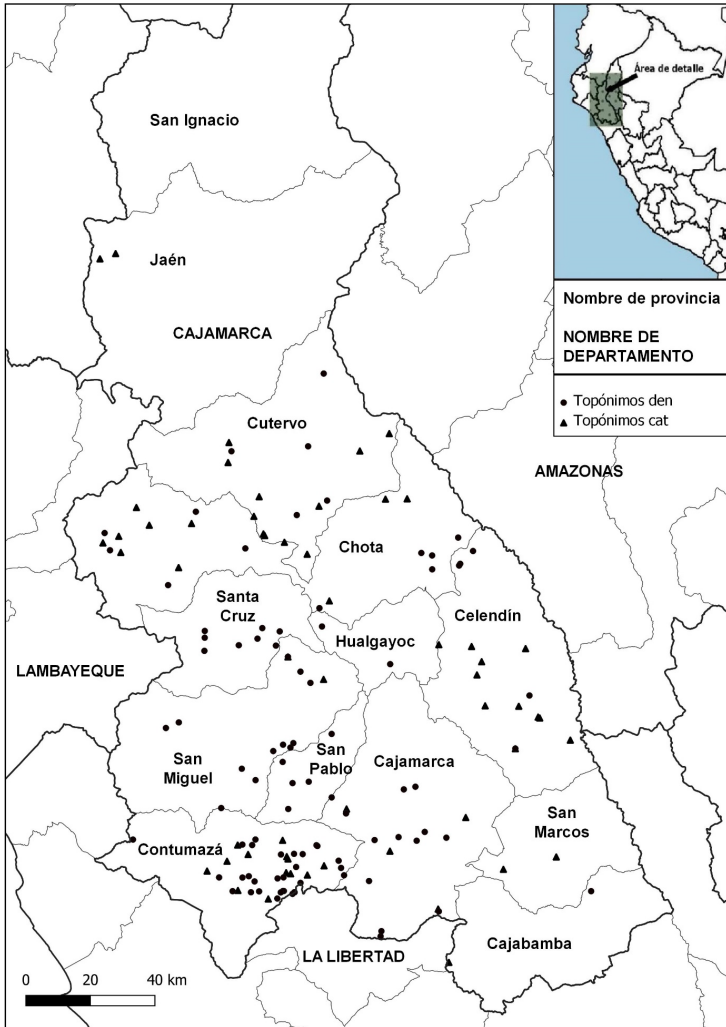 Área de detalle
San Ignacio
Jaén
CAJAMARCA
Nombre de provincia
NOMBRE DE
DEPARTAMENTO
Topónimos den
Topónimos cat
Cutervo
AMAZONAS
Chota
Santa
Cruz
Celendín
Hualgayoc
LAMBAYEQUE
San
Miguel
San
Pablo
Cajamarca
San
Marcos
Contumazá
Cajabamba
LA LIBERTAD
0 20 40 km